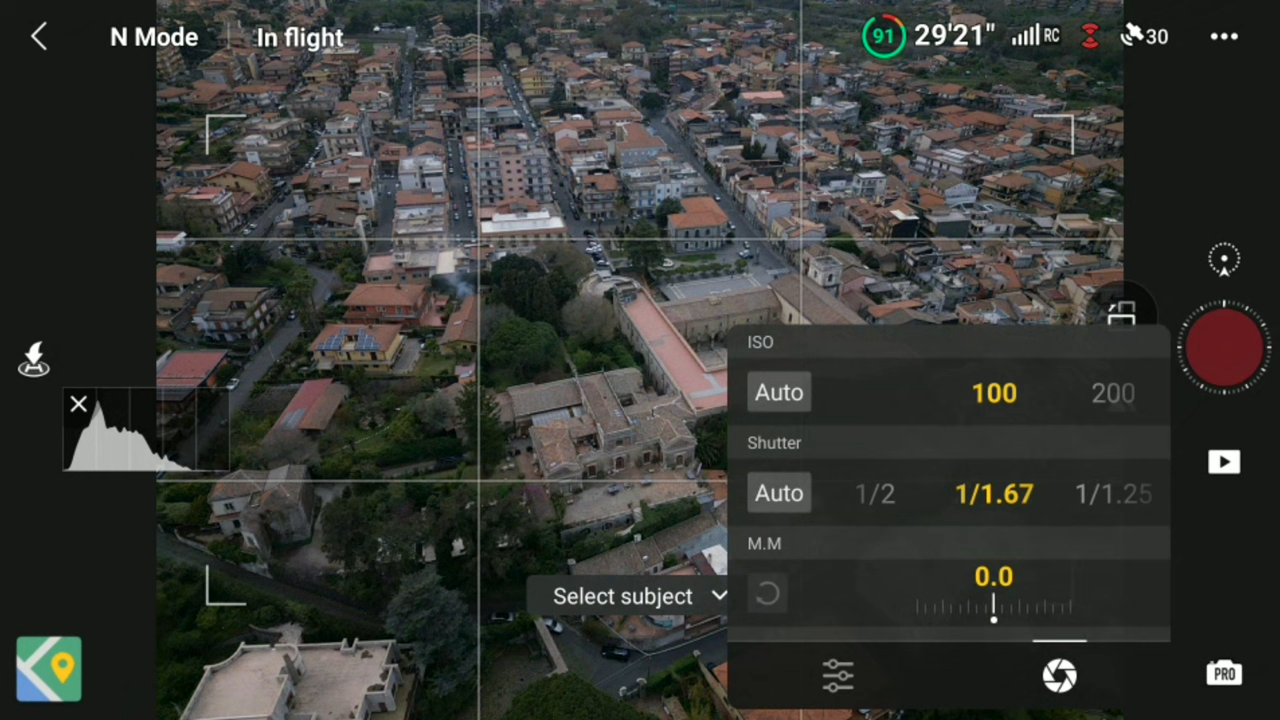 N Mode
In flight
91
29'21"
RC
30
ISO
Auto
100
200
Shutter
Auto
1/2
1/1.67
1/1.25
M.M
0.0
Select subject
PRO